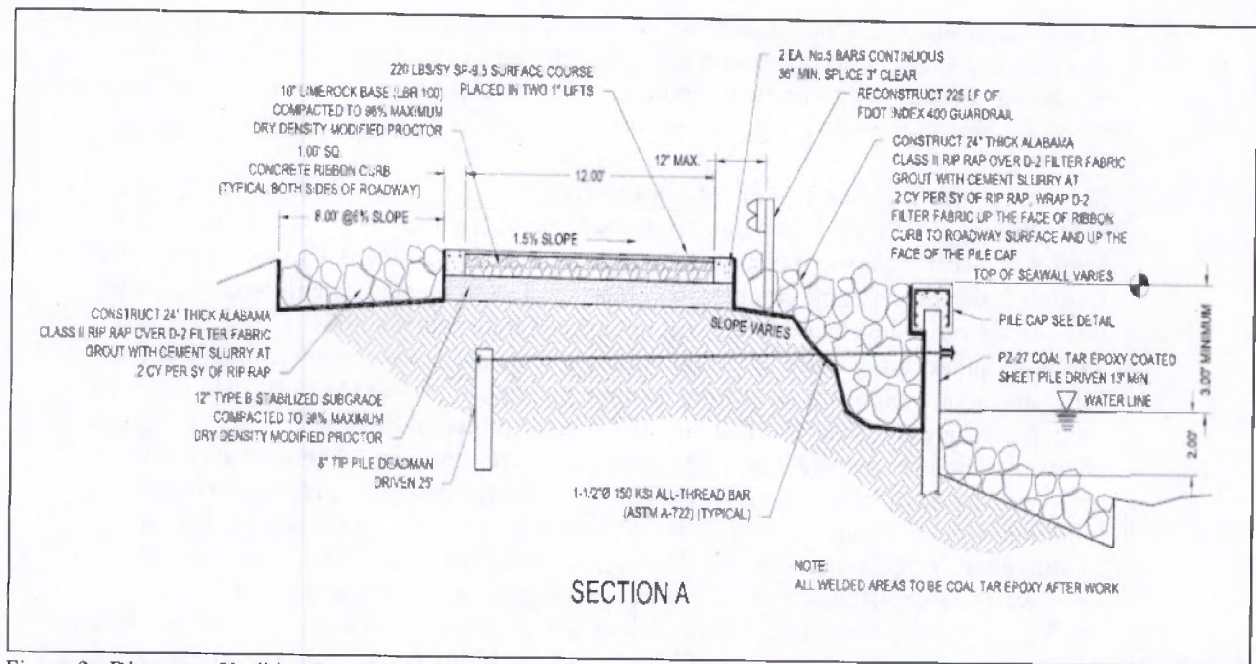 220 LBS/SY SP-9.5 SURFACE COURSE
PLACED IN TWO 1" LIFTS
10" LIMEROCK BASE (LBR 100)
COMPACTED TO 98% MAXIMUM
DRY DENSITY MODIFIED PROCTOR
1.00' SQ.
CONCRETE RIBBON CURB
(TYPICAL BOTH SIDES OF ROADWAY)
8.00' @6% SLOPE
12.00'
12" MAX.
1.5% SLOPE
2 EA. No.5 BARS CONTINUOUS
36" MIN. SPLICE 3" CLEAR
RECONSTRUCT 225 LF OF
FDOT INDEX 400 GUARDRAIL
CONSTRUCT 24" THICK ALABAMA
CLASS II RIP RAP OVER D-2 FILTER FABRIC
GROUT WITH CEMENT SLURRY AT
.2 CY PER SY OF RIP RAP, WRAP D-2
FILTER FABRIC UP THE FACE OF RIBBON
CURB TO ROADWAY SURFACE AND UP THE
FACE OF THE PILE CAP
TOP OF SEAWALL VARIES
PILE CAP SEE DETAIL
PZ-27 COAL TAR EPOXY COATED
SHEET PILE DRIVEN 13' MIN.
WATER LINE
3.00' MINIMUM
2.00'
SLOPE VARIES
CONSTRUCT 24" THICK ALABAMA
CLASS II RIP RAP OVER D-2 FILTER FABRIC
GROUT WITH CEMENT SLURRY AT
.2 CY PER SY OF RIP RAP
12" TYPE B STABILIZED SUBGRADE
COMPACTED TO 98% MAXIMUM
DRY DENSITY MODIFIED PROCTOR
8" TIP PILE DEADMAN
DRIVEN 25'
1-1/2"Ø 150 KSI ALL-THREAD BAR
(ASTM A-722) (TYPICAL)
NOTE:
ALL WELDED AREAS TO BE COAL TAR EPOXY AFTER WORK
SECTION A